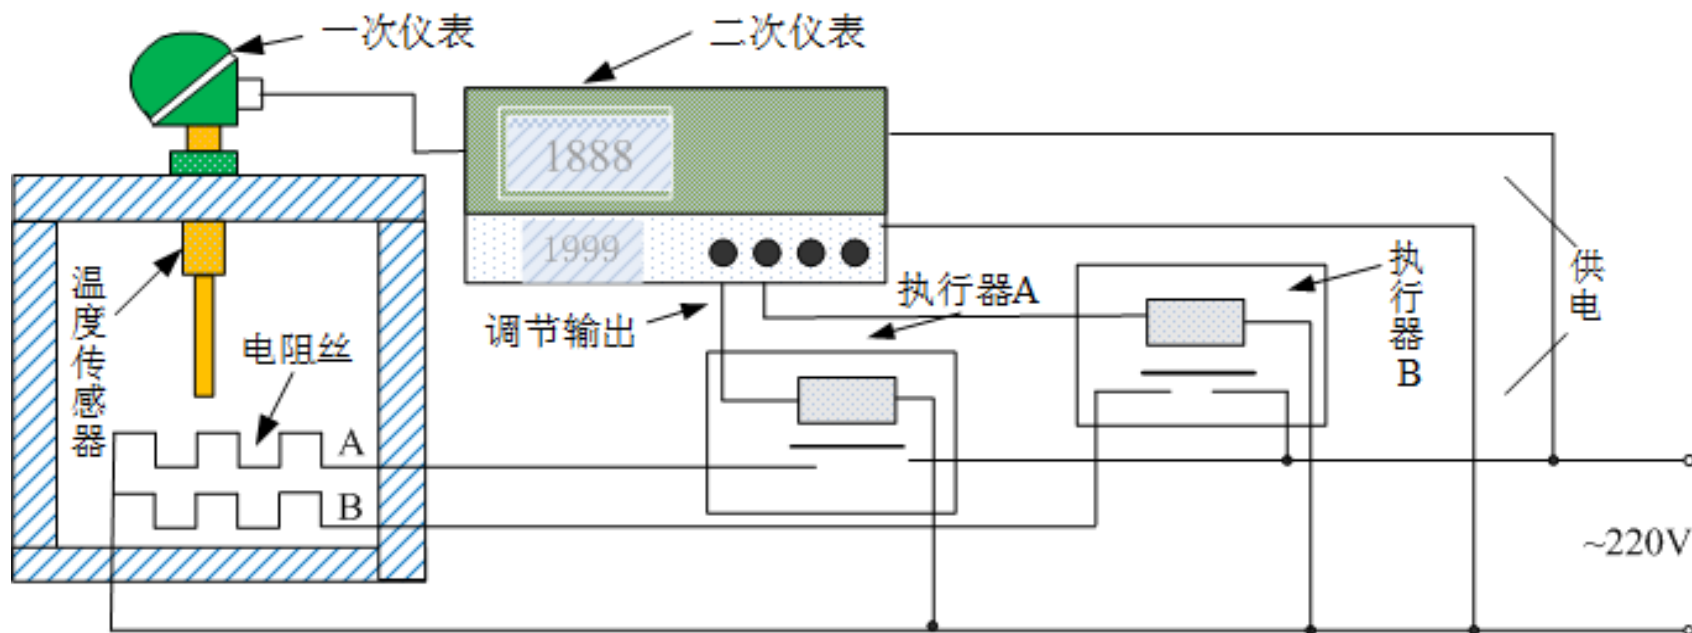 一次仪表
二次仪表
1888
1999
温度传感器
电阻丝
调节输出
执行器A
执行器B
供电
A
B
~220V